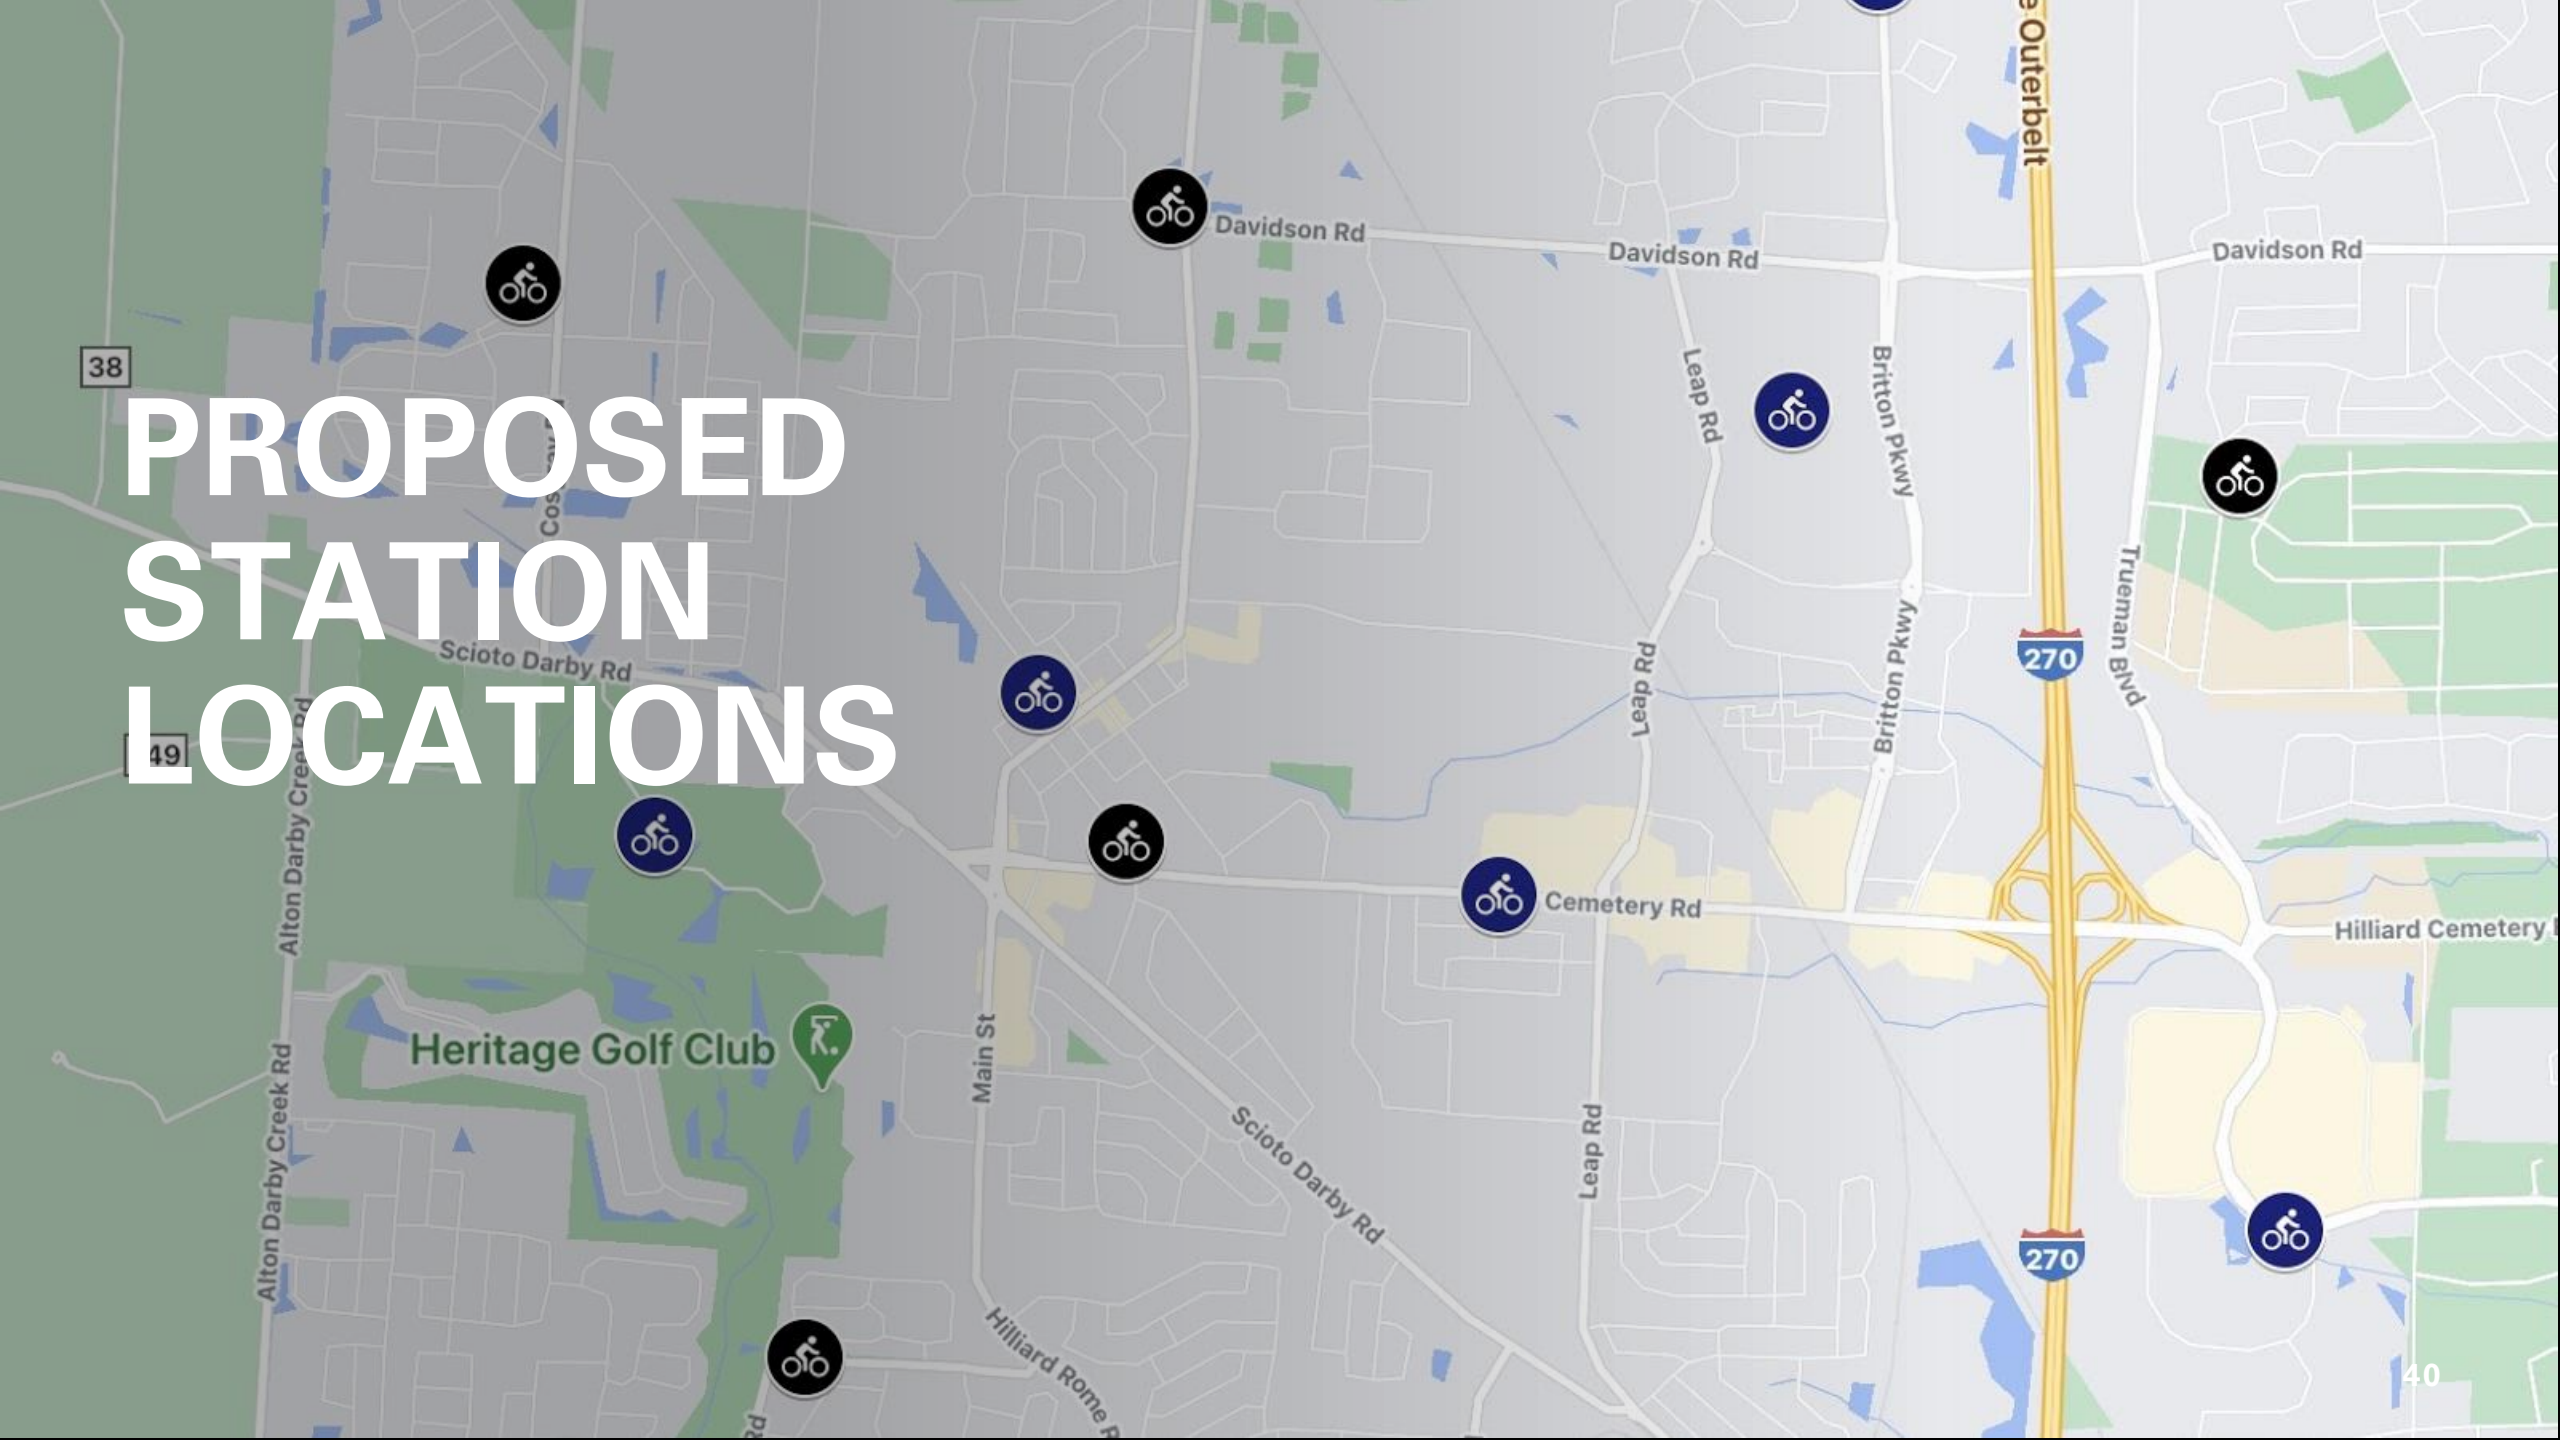 PROPOSED
STATION
LOCATIONS
Outerbelt
Davidson Rd
Davidson Rd
Davidson Rd
38
Leap Rd
Britton Pkwy
Trueman Blvd
Scioto Darby Rd
Leap Rd
Britton Pkwy
270
49
Alton Darby Creek Rd
Cemetery Rd
Hilliard Cemetery
Heritage Golf Club
Main St
Alton Darby Creek Rd
Scioto Darby Rd
Leap Rd
270
Hilliard Rome
Rd
40